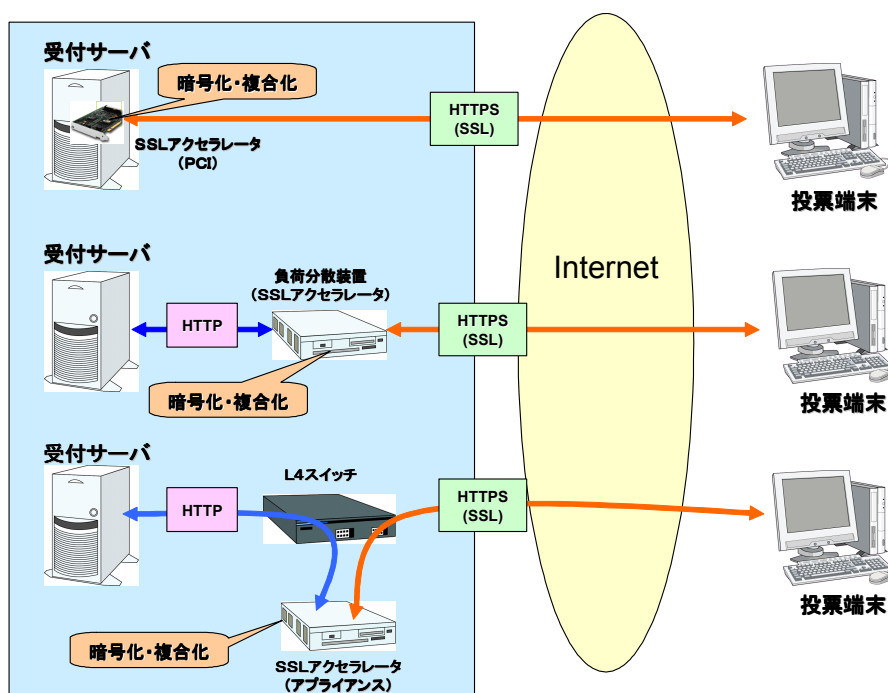 受付サーバ
暗号化・複合化
HTTPS
(SSL)
SSLアクセラレータ
(PCI)
投票端末
受付サーバ
負荷分散装置
(SSLアクセラレータ)
Internet
HTTP
HTTPS
(SSL)
暗号化・複合化
投票端末
受付サーバ
L4スイッチ
HTTP
HTTPS
(SSL)
投票端末
暗号化・複合化
SSLアクセラレータ
(アプライアンス)